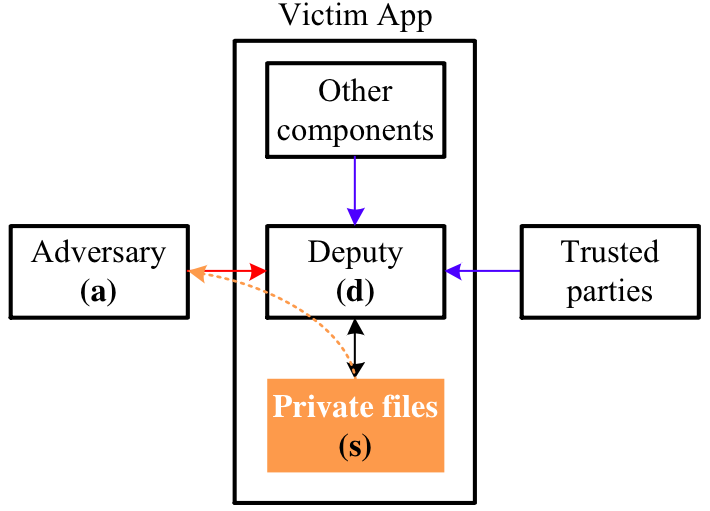 Victim App
Other
components
Adversary
(a)
Deputy
(d)
Trusted
parties
Private files
(s)